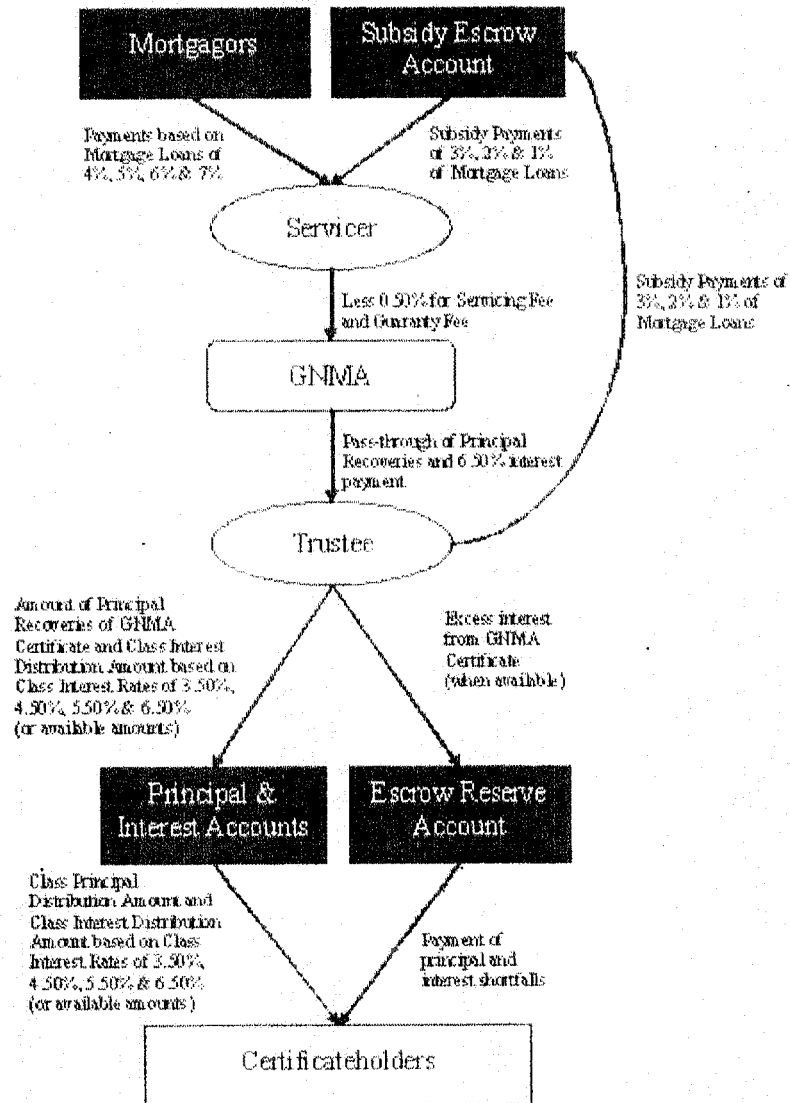 Mortgagors
Subsidy Escrow
Account
Payments based on
Mortgage Loans of
4%, 5%, 6% & 7%
Subsidy Payments
of 3%, 2% & 1%
of Mortgage Loans
Servicer
Less 0.50% for Servicing Fee
and Guaranty Fee
Subsidy Payments of
3%, 2% & 1% of
Mortgage Loans
GNMA
Pass-through of Principal
Recoveries and 6.50% interest
payment
Trustee
Amount of Principal
Recoveries of GNMA
Certificate and Class Interest
Distribution Amount based on
Class Interest Rates of 3.50%,
4.50%, 5.50% & 6.50%
(or available amounts)
Excess interest
from GNMA
Certificate
(when available)
Principal &
Interest Accounts
Escrow Reserve
Account
Class Principal
Distribution Amount and
Class Interest Distribution
Amount based on Class
Interest Rates of 3.50%,
4.50%, 5.50% & 6.50%
(or available amounts)
Payment of
principal and
interest shortfalls
Certificateholders